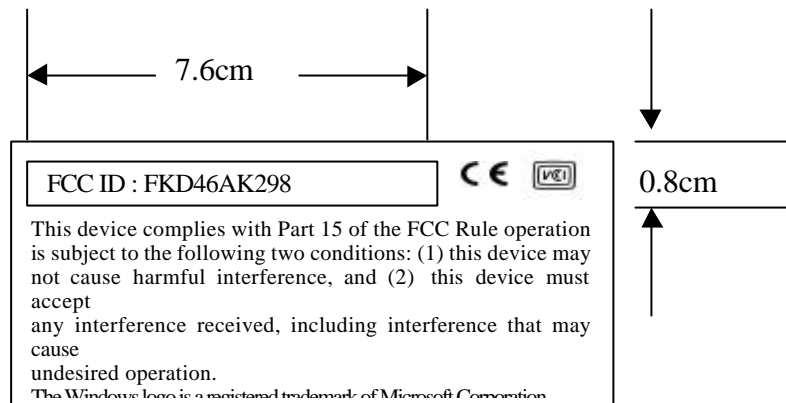 7.6cm
FCC ID : FKD46AK298
CE VCI
0.8cm
This device complies with Part 15 of the FCC Rule operation
is subject to the following two conditions: (1) this device may
not cause harmful interference, and (2) this device must
accept
any interference received, including interference that may
cause
undesired operation.
The Windows logo is a registered trademark of Microsoft Corporation